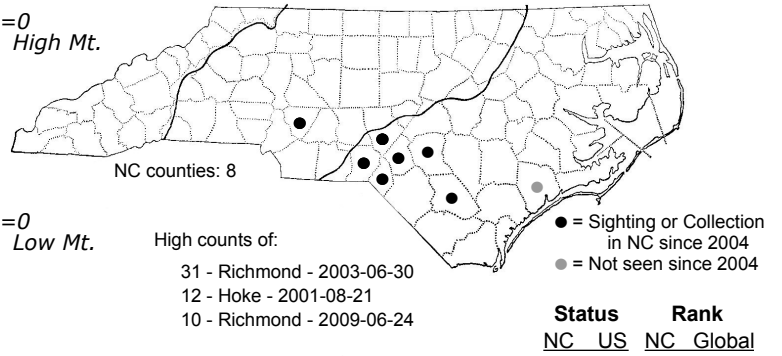 =0
High Mt.
NC counties: 8
=0
Low Mt.
High counts of:
31 - Richmond - 2003-06-30
12 - Hoke - 2001-08-21
10 - Richmond - 2009-06-24
● = Sighting or Collection
in NC since 2004
● = Not seen since 2004
Status Rank
NC US NC Global